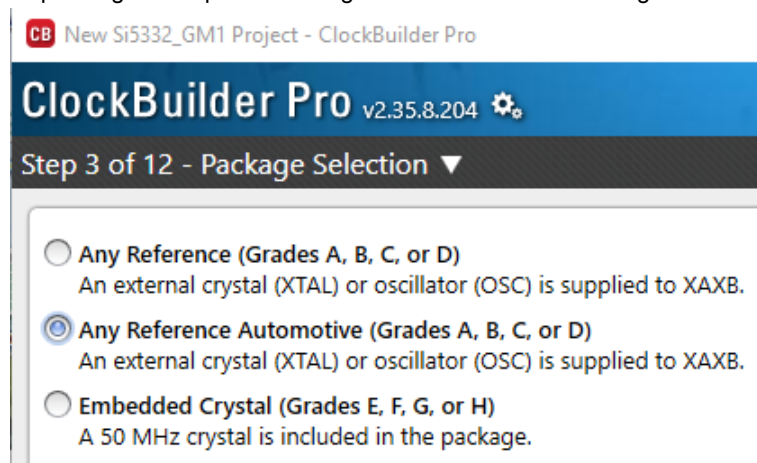 CB New Si5332_GM1 Project - ClockBuilder Pro
ClockBuilder Pro v2.35.8.204
Step 3 of 12 - Package Selection ▼
Any Reference (Grades A, B, C, or D)
An external crystal (XTAL) or oscillator (OSC) is supplied to XAXB.
Any Reference Automotive (Grades A, B, C, or D)
An external crystal (XTAL) or oscillator (OSC) is supplied to XAXB.
Embedded Crystal (Grades E, F, G, or H)
A 50 MHz crystal is included in the package.